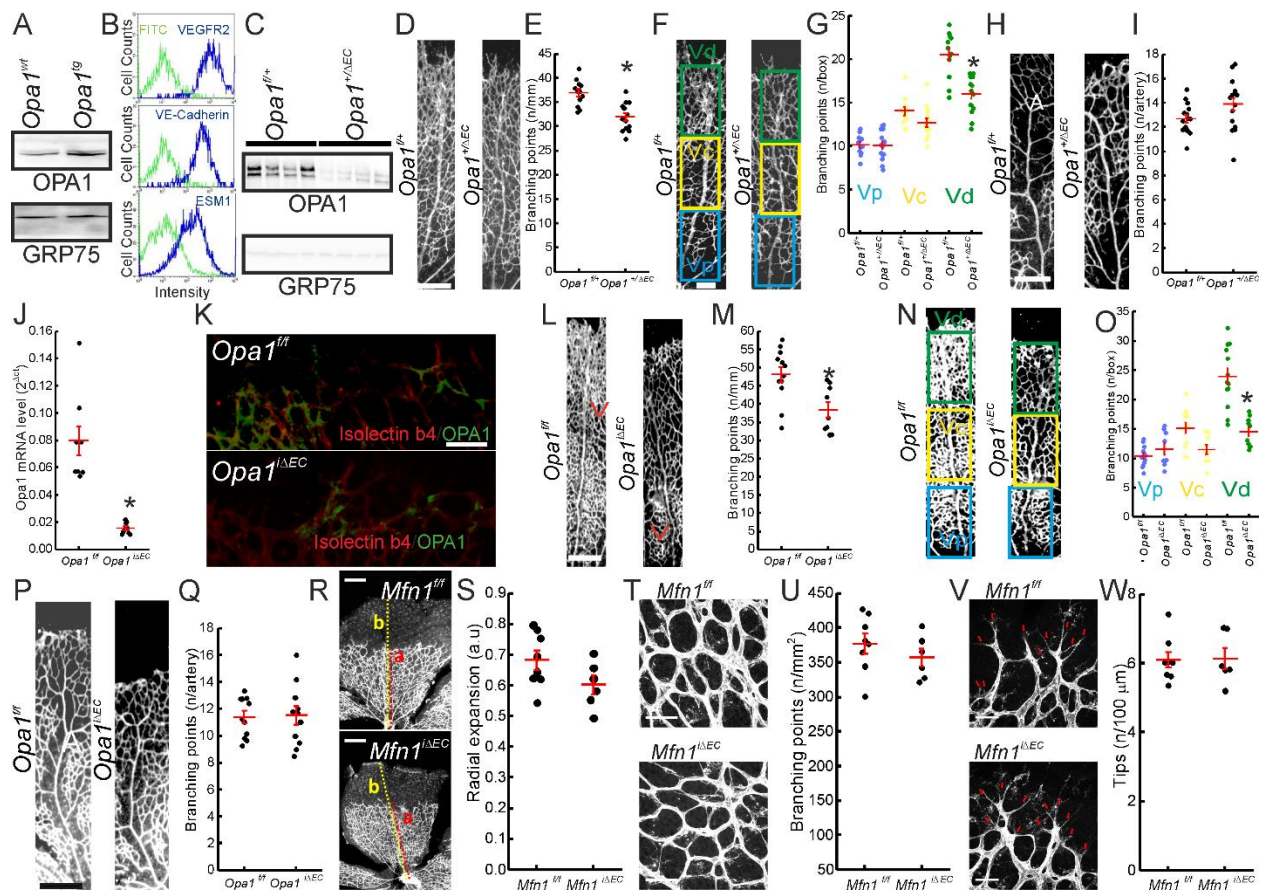 A
Opa1wt
Opa1tg
OPA1
GRP75
B
FITC
VEGFR2
Cell Counts
VE-Cadherin
Cell Counts
ESM1
Cell Counts
Intensity
C
Opa1f/+
Opa1+/ΔEC
OPA1
GRP75
D
Opa1f/+
Opa1+/ΔEC
E
Branching points (n/mm)
45
40
35
30
25
20
15
10
5
0
*
Opa1f/+ Opa1+/ΔEC
F
Opa1f/+
Vd
Vc
Vp
Opa1+/ΔEC
G
Branching points (n/box)
25
20
15
10
5
0
*
Vp
Vc
Vd
Opa1f/+
Opa1+/ΔEC
Opa1f/+
Opa1+/ΔEC
Opa1f/+
Opa1+/ΔEC
H
Opa1f/+
A
Opa1+/ΔEC
I
Branching points (n/artery)
18
16
14
12
10
8
6
4
2
0
Opa1f/+ Opa1+/ΔEC
J
Opa1 mRNA level (2Δct)
0.16
0.14
0.12
0.10
0.08
0.06
0.04
0.02
0.00
*
Opa1f/f Opa1iΔEC
K
Opa1f/f
Isolectin b4/OPA1
Opa1iΔEC
Isolectin b4/OPA1
L
Opa1f/f
V
Opa1iΔEC
V
M
Branching points (n/mm)
60
55
50
45
40
35
30
25
20
15
10
5
0
*
Opa1f/f Opa1iΔEC
N
Opa1f/f
Vd
Vc
Vp
Opa1iΔEC
O
Branching points (n/box)
35
30
25
20
15
10
5
0
*
Vp
Vc
Vd
Opa1f/f
Opa1iΔEC
Opa1f/f
Opa1iΔEC
Opa1f/f
Opa1iΔEC
P
Opa1f/f
Opa1iΔEC
Q
Branching points (n/artery)
18
16
14
12
10
8
6
4
2
0
Opa1f/f Opa1iΔEC
R
Mfn1f/f
b
a
Mfn1iΔEC
b
a
S
Radial expansion (a.u)
0.9
0.8
0.7
0.6
0.5
0.4
0.3
0.2
0.1
0
Mfn1f/f Mfn1iΔEC
T
Mfn1f/f
Mfn1iΔEC
U
Branching points (n/mm2)
450
400
350
300
250
200
150
100
50
Mfn1f/f Mfn1iΔEC
V
Mfn1f/f
Mfn1iΔEC
W
Tips (n/100 µm)
8
6
4
2
0
Mfn1f/f Mfn1iΔEC